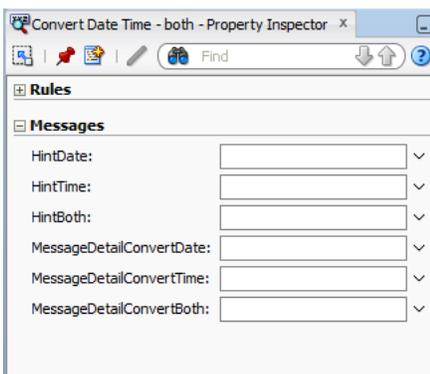 Convert Date Time - both - Property Inspector x
Find
Rules
Messages
HintDate:
HintTime:
HintBoth:
MessageDetailConvertDate:
MessageDetailConvertTime:
MessageDetailConvertBoth: